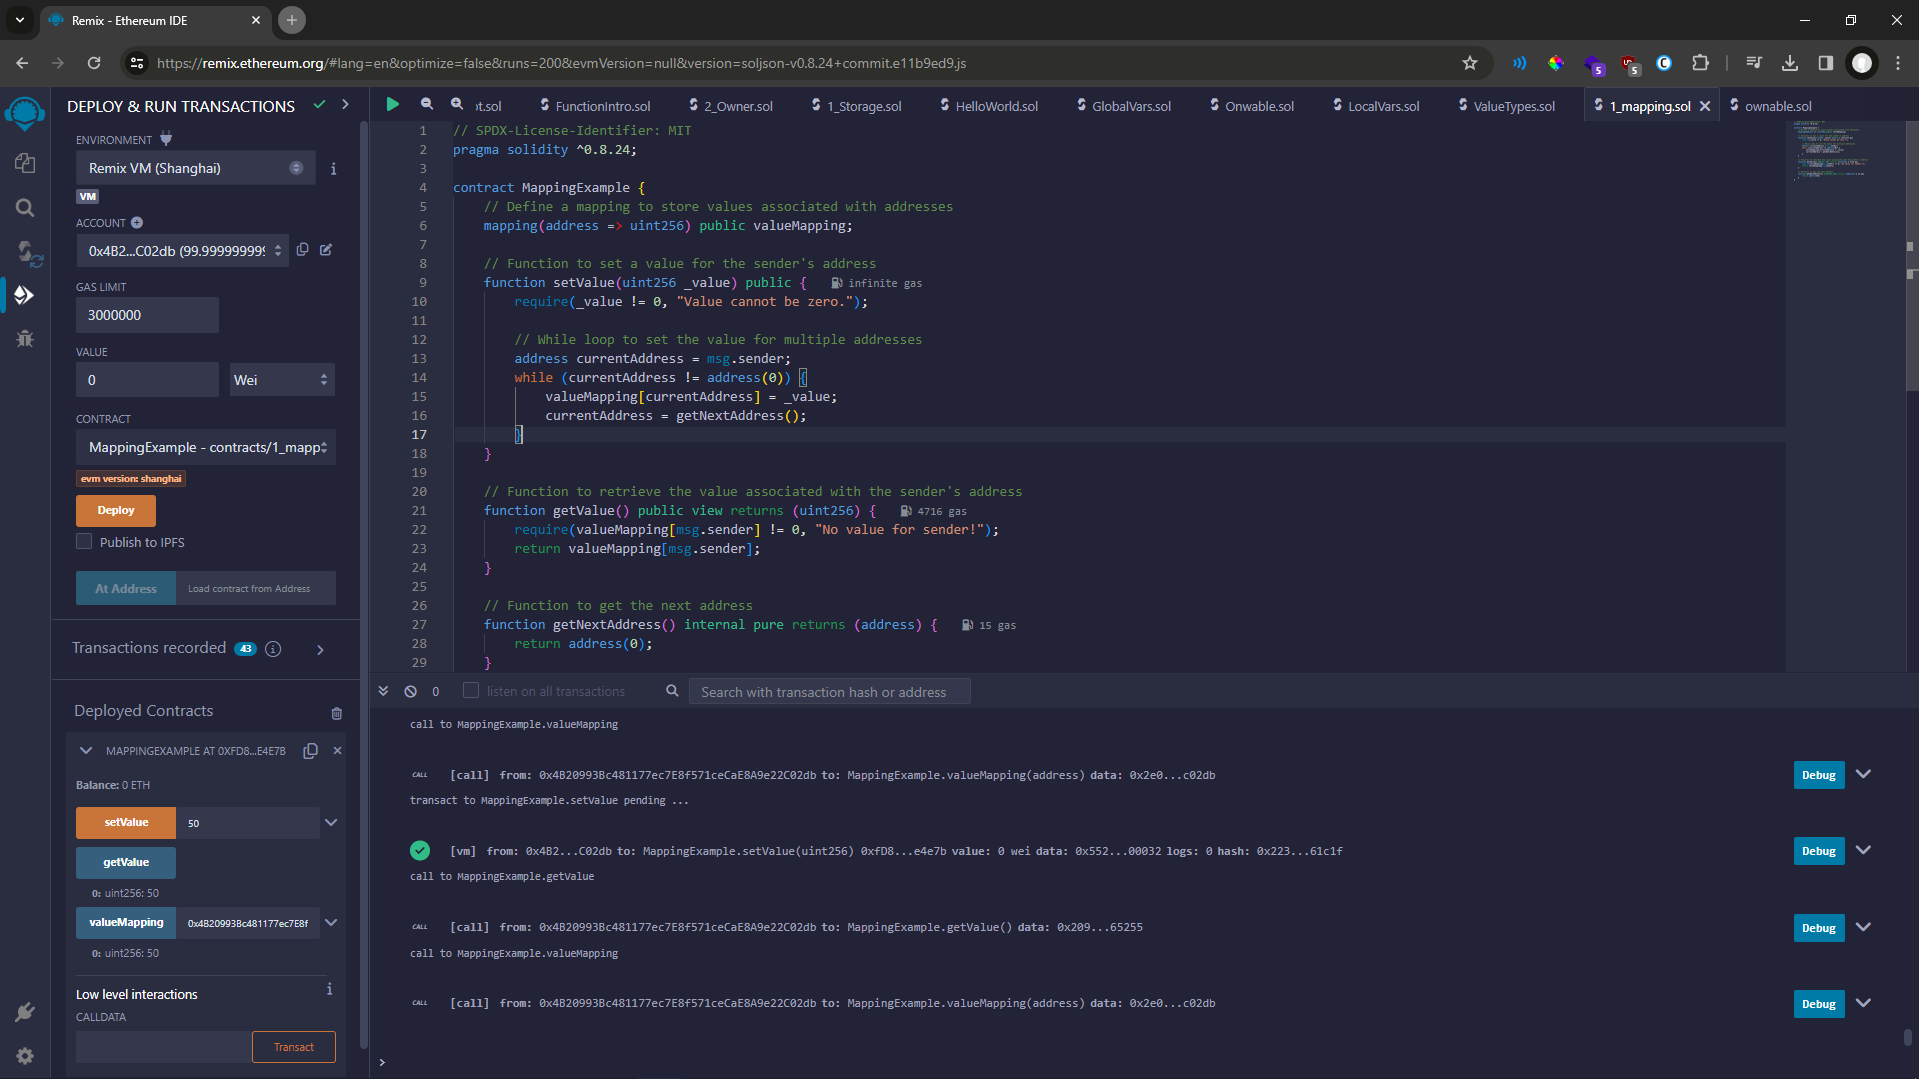 Remix - Ethereum IDE
https://remix.ethereum.org/#lang=en&optimize=false&runs=200&evmVersion=null&version=soljson-v0.8.24+commit.e11b9ed9.js
5
5
DEPLOY & RUN TRANSACTIONS
ENVIRONMENT
Remix VM (Shanghai)
VM
ACCOUNT
0x4B2...C02db (99.9999999999
GAS LIMIT
3000000
VALUE
0
Wei
CONTRACT
MappingExample - contracts/1_mapp
evm version: shanghai
Deploy
Publish to IPFS
At Address
Load contract from Address
Transactions recorded 43
Deployed Contracts
MAPPINGEXAMPLE AT 0XFD8...E4E7B
Balance: 0 ETH
setValue
50
getValue
0: uint256: 50
valueMapping
0x4B20993Bc481177ec7E8f
0: uint256: 50
Low level interactions
CALLDATA
Transact
ot.sol
FunctionIntro.sol
2_Owner.sol
1_Storage.sol
HelloWorld.sol
GlobalVars.sol
Onwable.sol
LocalVars.sol
ValueTypes.sol
1_mapping.sol
ownable.sol
1 // SPDX-License-Identifier: MIT
2 pragma solidity ^0.8.24;
3
4 contract MappingExample {
5 // Define a mapping to store values associated with addresses
6 mapping(address => uint256) public valueMapping;
7
8 // Function to set a value for the sender's address
9 function setValue(uint256 _value) public { infinite gas
10 require(_value != 0, "Value cannot be zero.");
11
12 // While loop to set the value for multiple addresses
13 address currentAddress = msg.sender;
14 while (currentAddress != address(0)) {
15 valueMapping[currentAddress] = _value;
16 currentAddress = getNextAddress();
17 }
18 }
19
20 // Function to retrieve the value associated with the sender's address
21 function getValue() public view returns (uint256) { 4716 gas
22 require(valueMapping[msg.sender] != 0, "No value for sender!");
23 return valueMapping[msg.sender];
24 }
25
26 // Function to get the next address
27 function getNextAddress() internal pure returns (address) { 15 gas
28 return address(0);
29 }
0
listen on all transactions
Search with transaction hash or address
call to MappingExample.valueMapping
CALL [call] from: 0x4B20993Bc481177ec7E8f571ceCaE8A9e22C02db to: MappingExample.valueMapping(address) data: 0x2e0...c02db
Debug
transact to MappingExample.setValue pending ...
[vm] from: 0x4B2...C02db to: MappingExample.setValue(uint256) 0xfD8...e4e7b value: 0 wei data: 0x552...00032 logs: 0 hash: 0x223...61c1f
Debug
call to MappingExample.getValue
CALL [call] from: 0x4B20993Bc481177ec7E8f571ceCaE8A9e22C02db to: MappingExample.getValue() data: 0x209...65255
Debug
call to MappingExample.valueMapping
CALL [call] from: 0x4B20993Bc481177ec7E8f571ceCaE8A9e22C02db to: MappingExample.valueMapping(address) data: 0x2e0...c02db
Debug
>